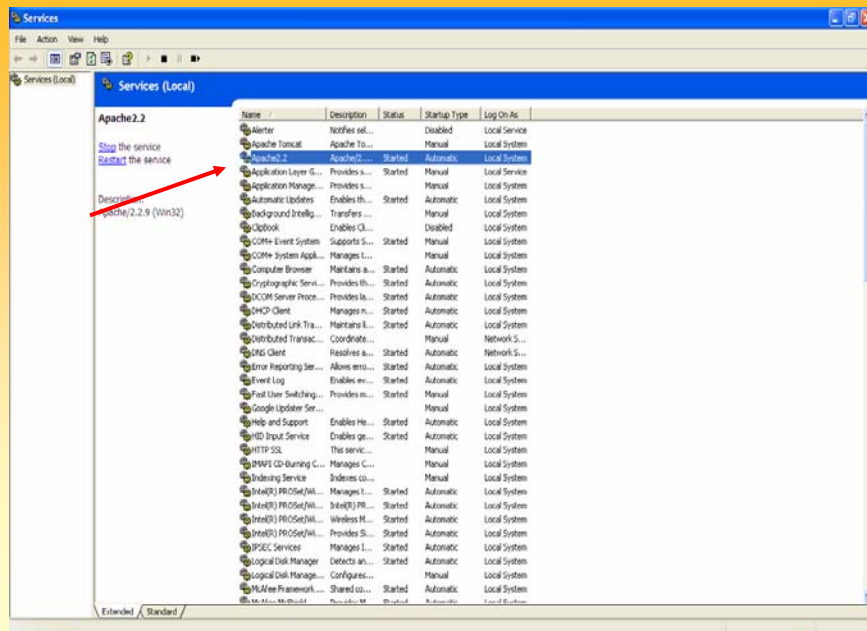 Services
File Action View Help
Services (Local)
Services (Local)
Apache2.2
Stop the service
Restart the service
Description:
Apache/2.2.9 (Win32)
Name Description Status Startup Type Log On As
Alerter Notifies sel... Disabled Local Service
Apache Tomcat Apache To... Manual Local System
Apache2.2 Apache/2.... Started Automatic Local System
Application Layer G... Provides s... Started Manual Local Service
Application Manage... Provides s... Manual Local System
Automatic Updates Enables th... Started Automatic Local System
Background Intellig... Transfers ... Manual Local System
ClipBook Enables Cli... Disabled Local System
COM+ Event System Supports S... Started Manual Local System
COM+ System Appli... Manages t... Manual Local System
Computer Browser Maintains a... Started Automatic Local System
Cryptographic Servi... Provides th... Started Automatic Local System
DCOM Server Proce... Provides la... Started Automatic Local System
DHCP Client Manages n... Started Automatic Local System
Distributed Link Tra... Maintains li... Started Automatic Local System
Distributed Transac... Coordinate... Manual Network S...
DNS Client Resolves a... Started Automatic Network S...
Error Reporting Ser... Allows erro... Started Automatic Local System
Event Log Enables ev... Started Automatic Local System
Fast User Switching... Provides m... Started Manual Local System
Google Updater Ser... Manual Local System
Help and Support Enables He... Started Automatic Local System
HID Input Service Enables ge... Started Automatic Local System
HTTP SSL This servic... Manual Local System
IMAPI CD-Burning C... Manages C... Manual Local System
Indexing Service Indexes co... Manual Local System
Intel(R) PROSet/Wi... Manages t... Started Automatic Local System
Intel(R) PROSet/Wi... Intel(R) PR... Started Automatic Local System
Intel(R) PROSet/Wi... Wireless M... Started Automatic Local System
Intel(R) PROSet/Wi... Provides Si... Started Automatic Local System
IPSEC Services Manages I... Started Automatic Local System
Logical Disk Manager Detects an... Started Automatic Local System
Logical Disk Manage... Configures... Manual Local System
McAfee Framework ... Shared co... Started Automatic Local System
McAfee McShield Provides M... Started Automatic Local System
Extended Standard